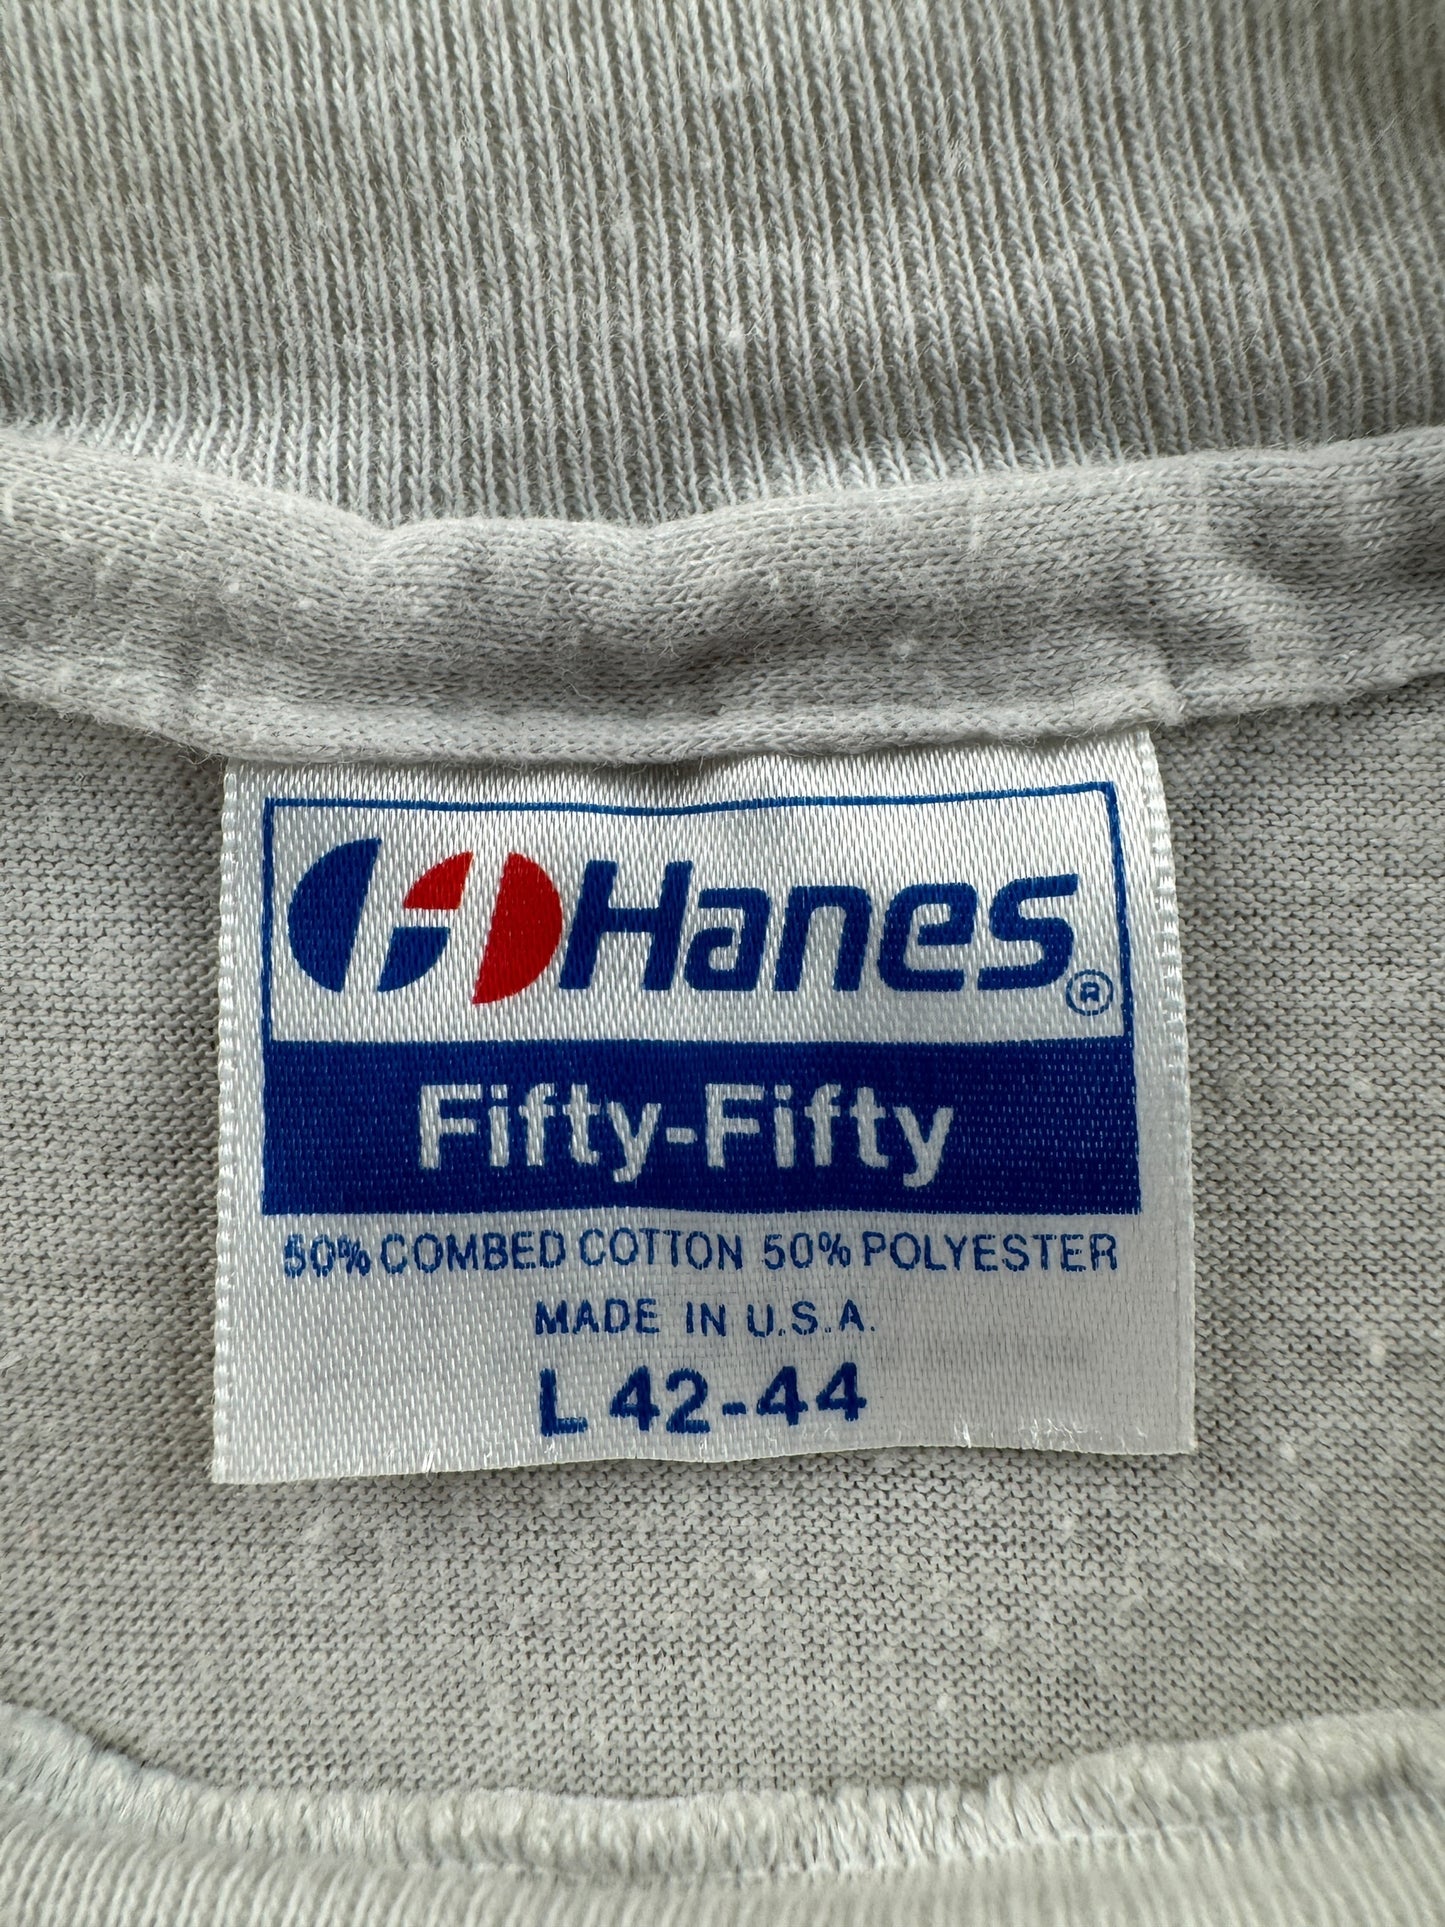 Hanes®
Fifty-Fifty
50% COMBED COTTON 50% POLYESTER
MADE IN U.S.A.
L 42-44